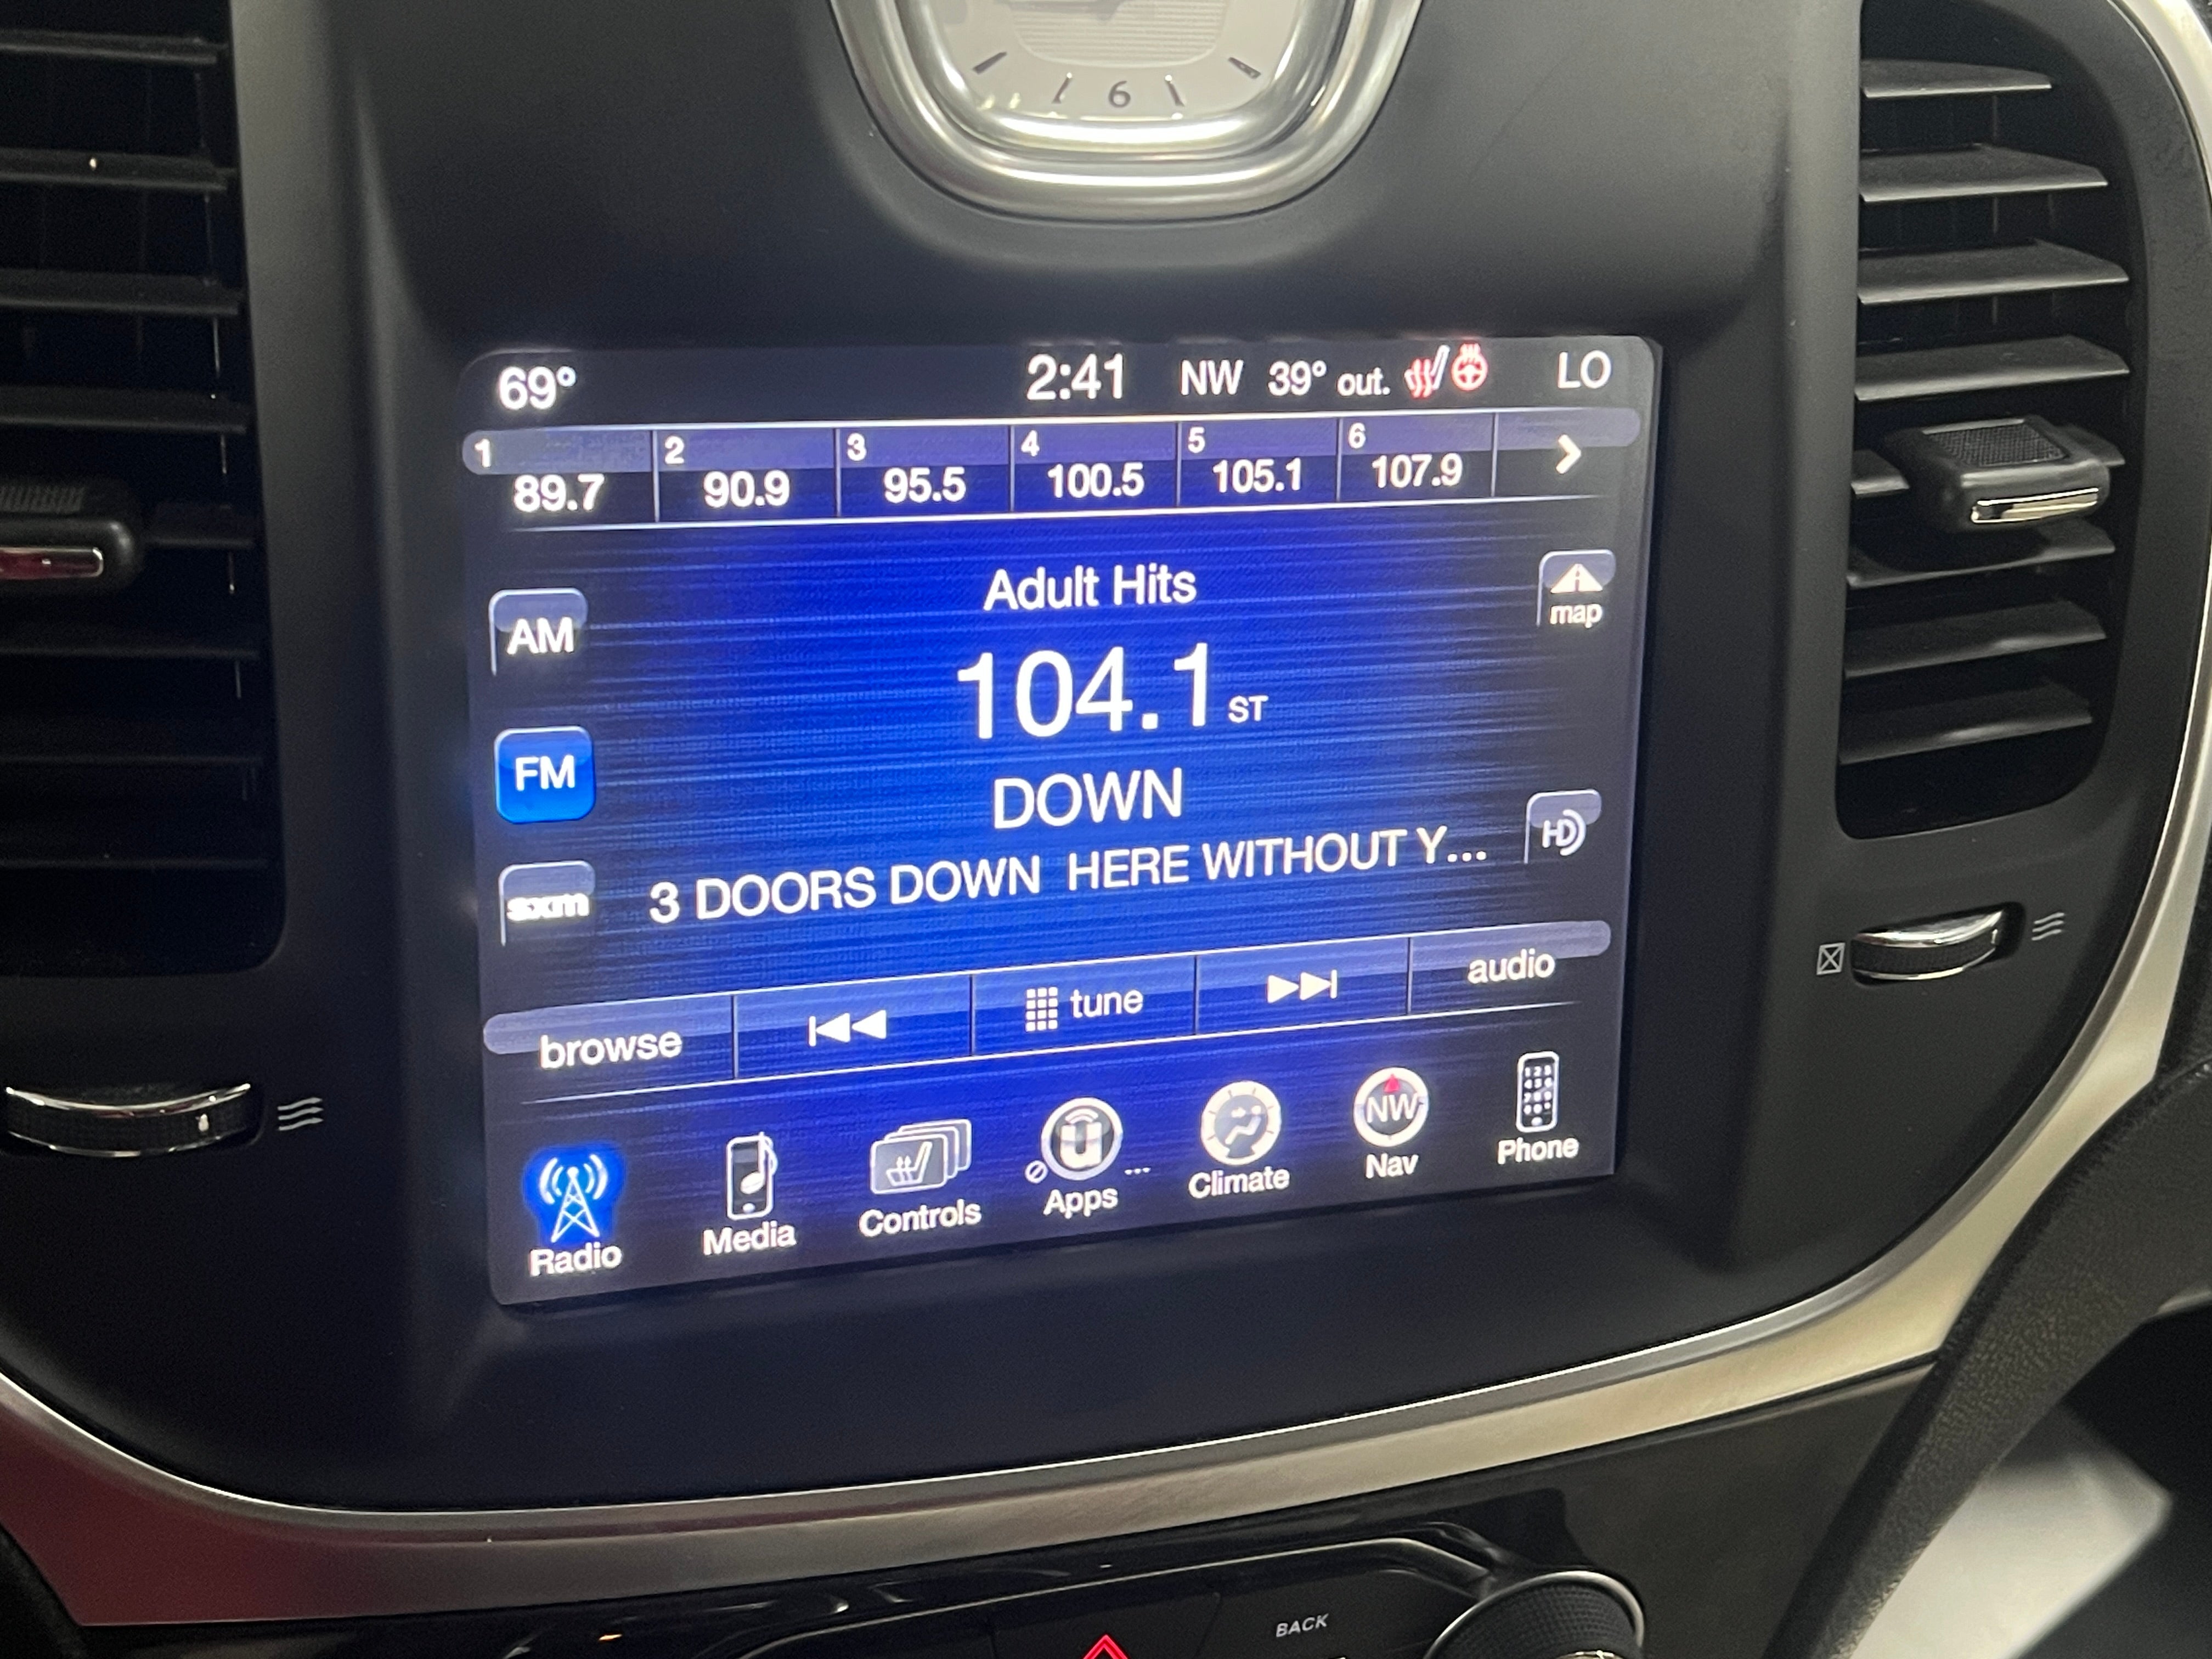 6
69° 2:41 NW 39° out. LO
1 2 3 4 5 6
89.7 90.9 95.5 100.5 105.1 107.9
Adult Hits
map
AM
104.1 ST
FM
DOWN
HD
sxm 3 DOORS DOWN HERE WITHOUT Y...
browse tune audio
NW
...
Radio Media Controls Apps Climate Nav Phone
BACK